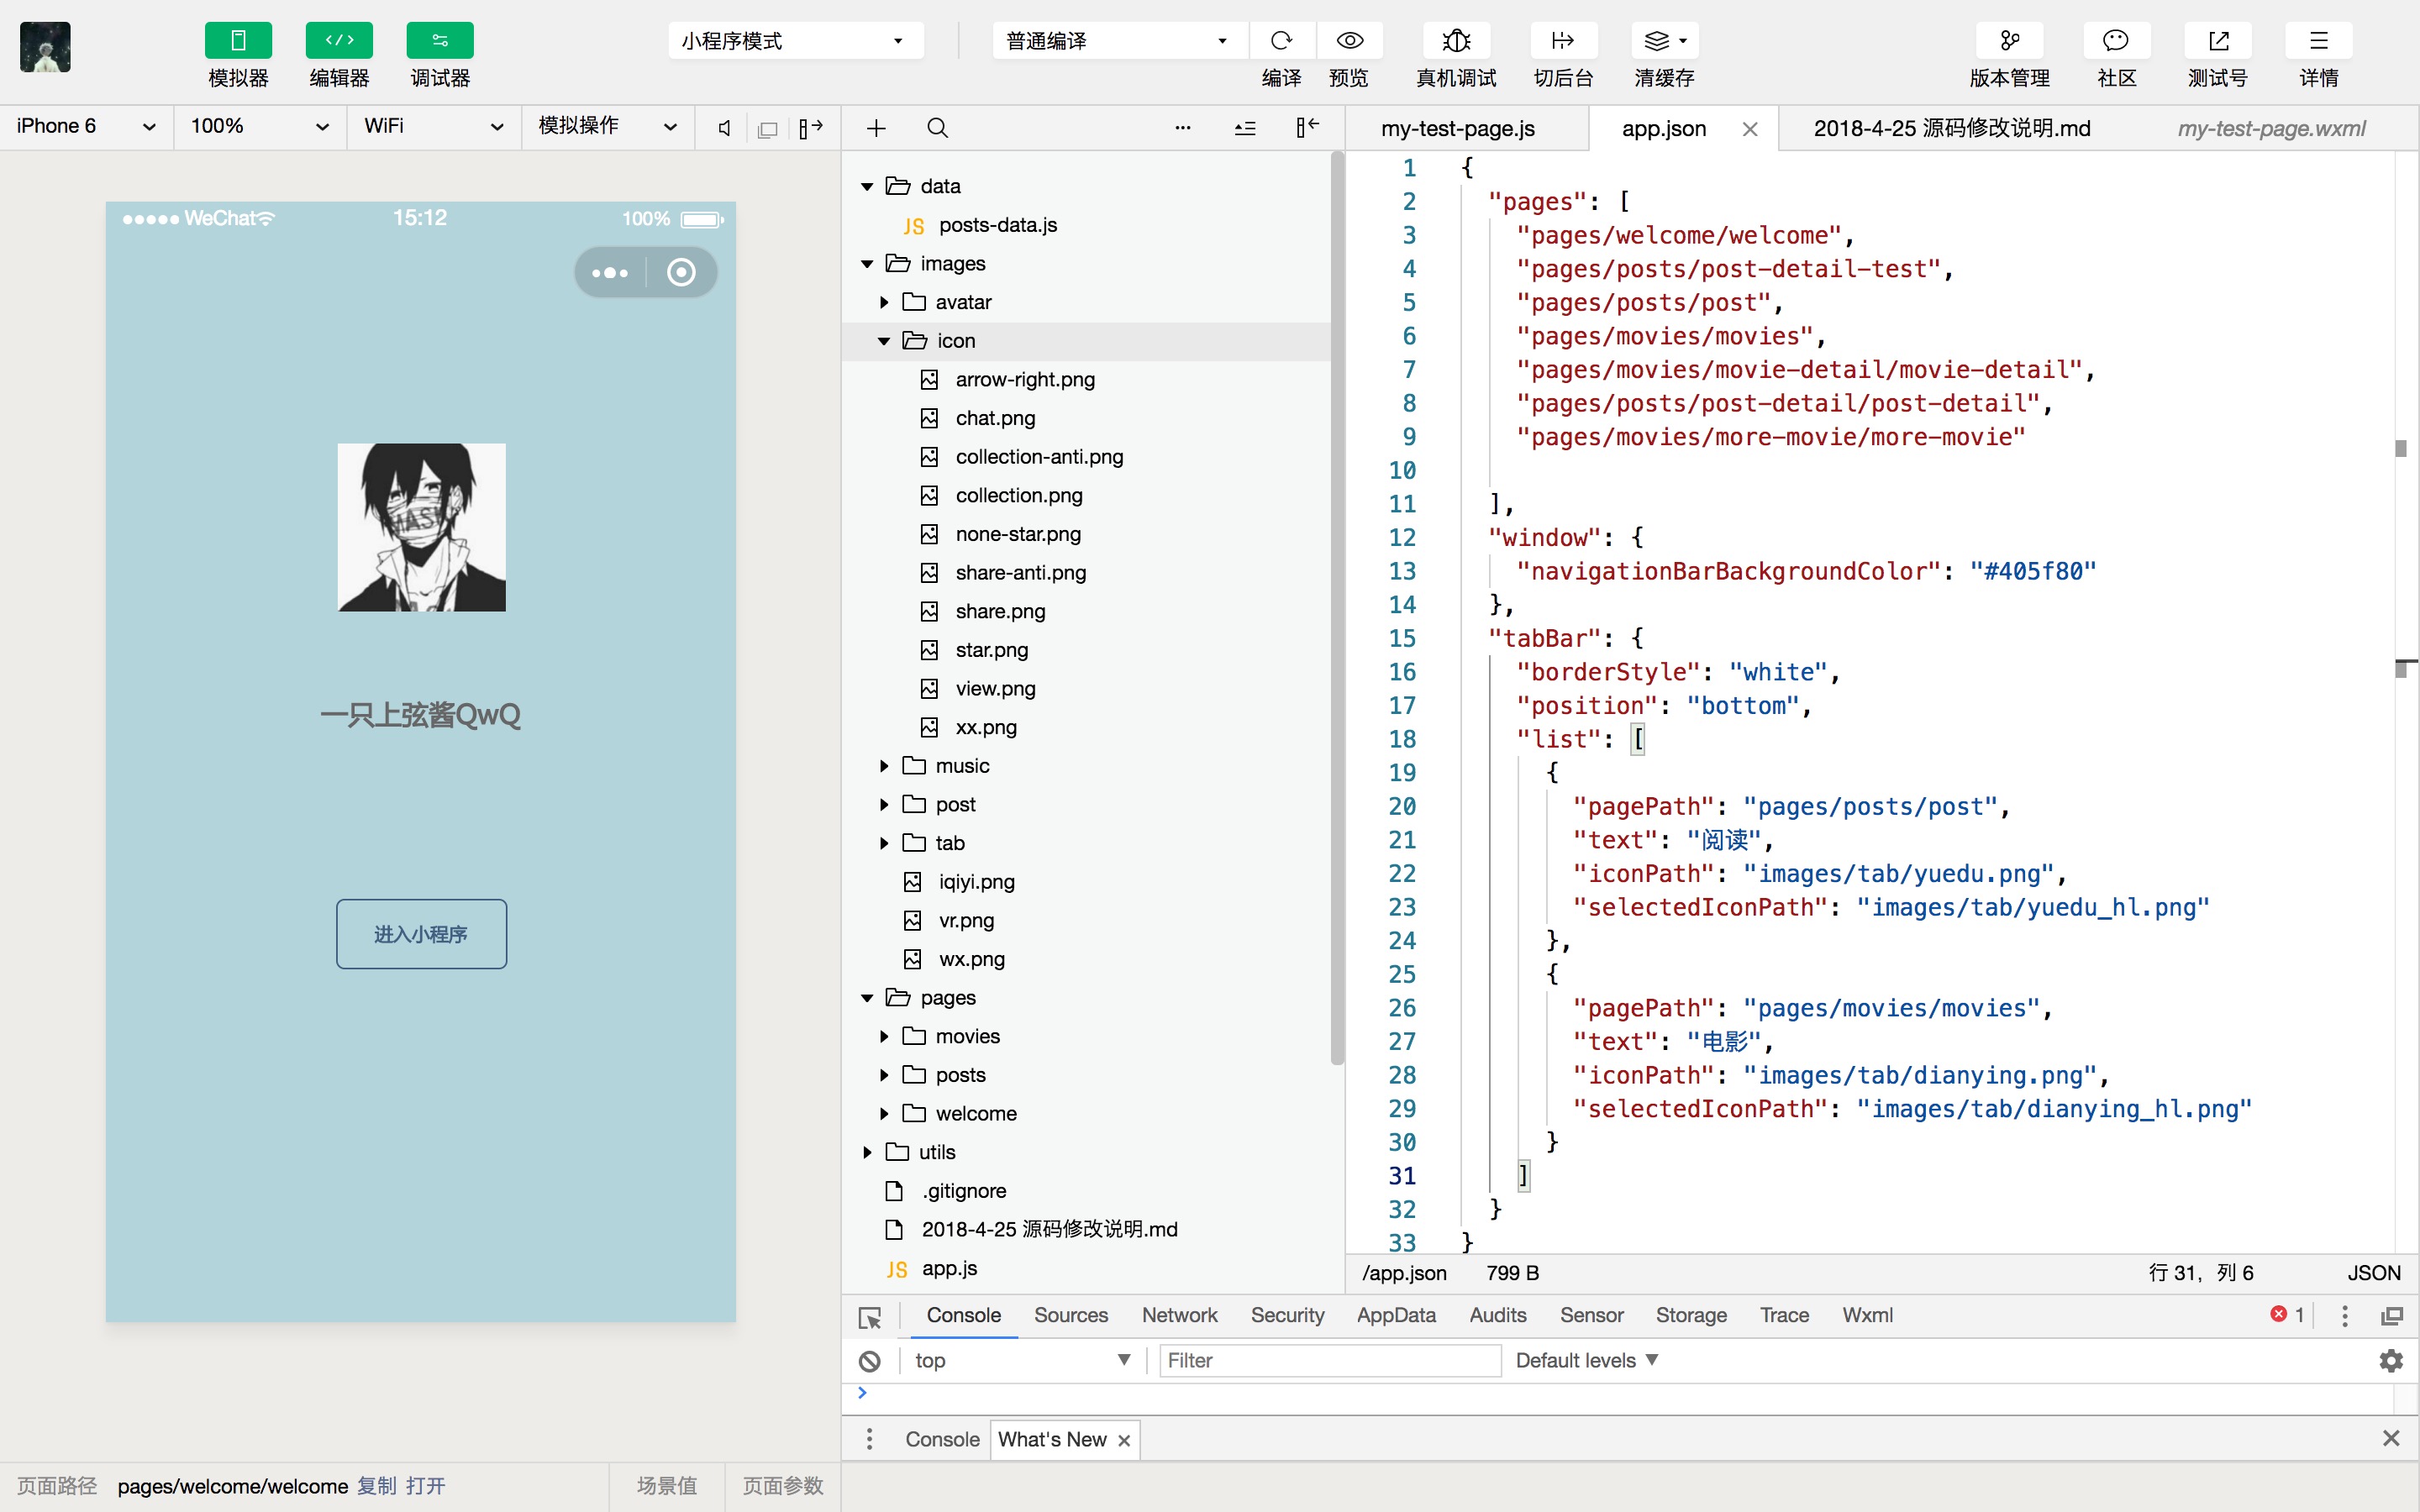 小程序模式 普通编译
模拟器 编辑器 调试器 编译 预览 真机调试 切后台 清缓存 版本管理 社区 测试号 详情
iPhone 6 100% WiFi 模拟操作
WeChat 15:12 100%
MASK
一只上弦酱QwQ
进入小程序
页面路径 pages/welcome/welcome 复制 打开 场景值 页面参数
data
JS posts-data.js
images
avatar
icon
arrow-right.png
chat.png
collection-anti.png
collection.png
none-star.png
share-anti.png
share.png
star.png
view.png
xx.png
music
post
tab
iqiyi.png
vr.png
wx.png
pages
movies
posts
welcome
utils
.gitignore
2018-4-25 源码修改说明.md
JS app.js
my-test-page.js app.json 2018-4-25 源码修改说明.md my-test-page.wxml
1 {
2 "pages": [
3 "pages/welcome/welcome",
4 "pages/posts/post-detail-test",
5 "pages/posts/post",
6 "pages/movies/movies",
7 "pages/movies/movie-detail/movie-detail",
8 "pages/posts/post-detail/post-detail",
9 "pages/movies/more-movie/more-movie"
10
11 ],
12 "window": {
13 "navigationBarBackgroundColor": "#405f80"
14 },
15 "tabBar": {
16 "borderStyle": "white",
17 "position": "bottom",
18 "list": [
19 {
20 "pagePath": "pages/posts/post",
21 "text": "阅读",
22 "iconPath": "images/tab/yuedu.png",
23 "selectedIconPath": "images/tab/yuedu_hl.png"
24 },
25 {
26 "pagePath": "pages/movies/movies",
27 "text": "电影",
28 "iconPath": "images/tab/dianying.png",
29 "selectedIconPath": "images/tab/dianying_hl.png"
30 }
31 ]
32 }
33 }
/app.json 799 B 行 31，列 6 JSON
Console Sources Network Security AppData Audits Sensor Storage Trace Wxml 1
top Filter Default levels
Console What's New